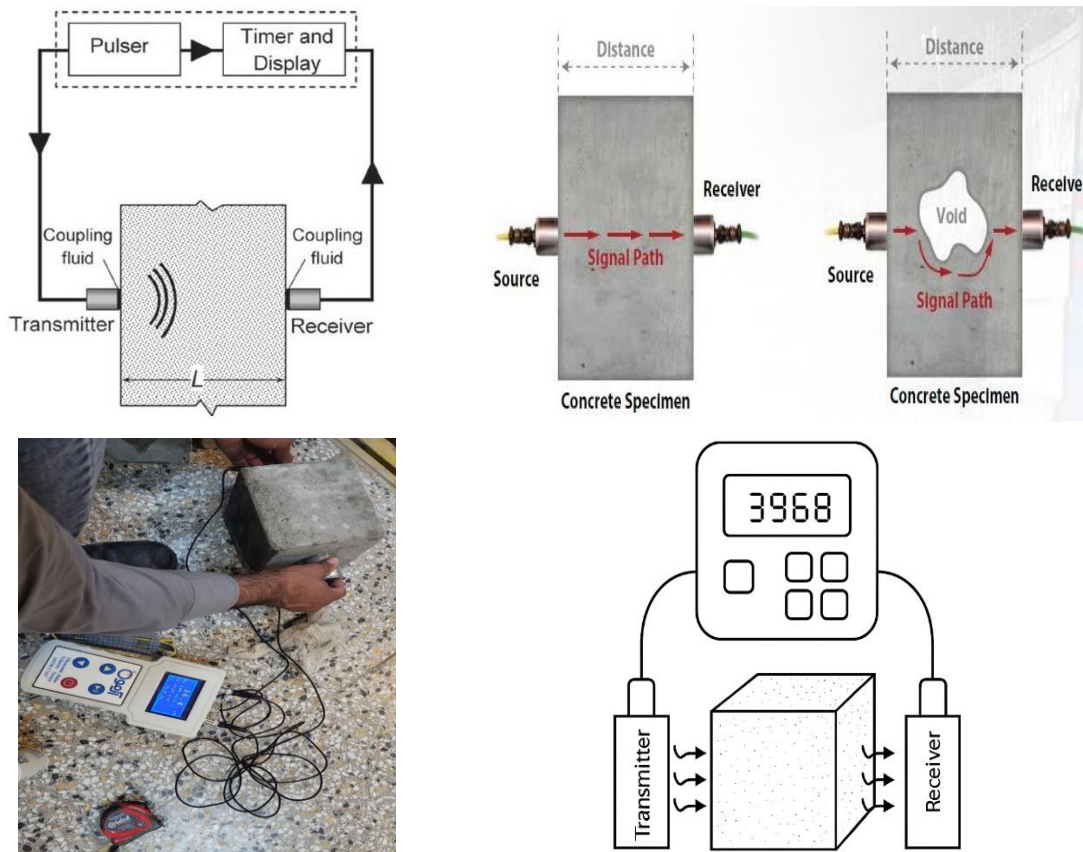 Pulser
Timer and
Display
Coupling
fluid
Coupling
fluid
Transmitter
Receiver
L
Distance
Receiver
Source
Signal Path
Concrete Specimen
Distance
Void
Receive
Source
Signal Path
Concrete Specimen
Ogeli
3968
Transmitter
Receiver